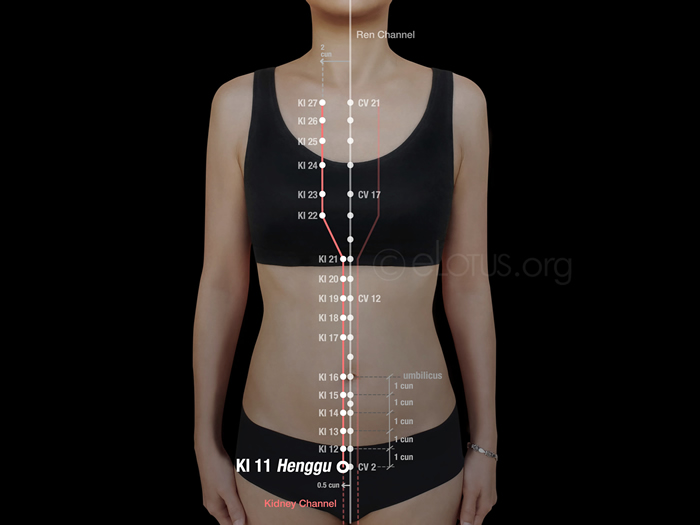 Ren Channel
2
cun
KI 27
CV 21
KI 26
KI 25
KI 24
KI 23
CV 17
KI 22
KI 21
© eLotus.org
KI 20
KI 19
CV 12
KI 18
KI 17
KI 16
umbilicus
1 cun
KI 15
1 cun
KI 14
1 cun
KI 13
KI 12
1 cun
KI 11 Henggu
CV 2
0.5 cun
Kidney Channel